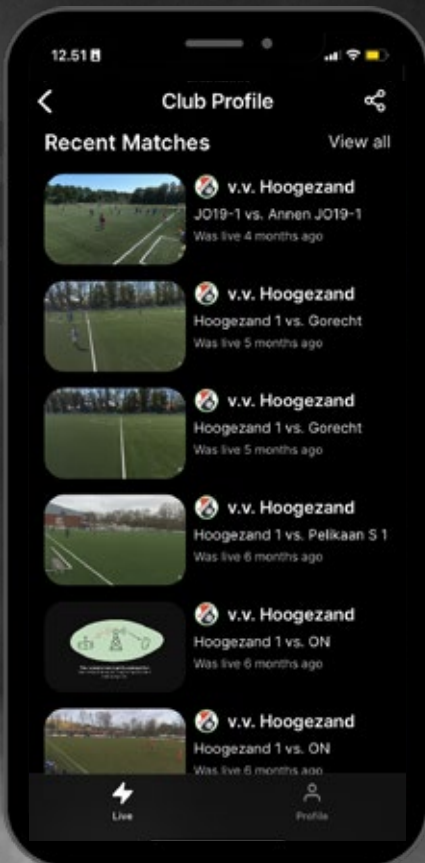 12.51
Club Profile
Recent Matches
View all
v.v. Hoogezand
JO19-1 vs. Annen JO19-1
Was live 4 months ago
v.v. Hoogezand
Hoogezand 1 vs. Gorecht
Was live 5 months ago
v.v. Hoogezand
Hoogezand 1 vs. Gorecht
Was live 5 months ago
v.v. Hoogezand
Hoogezand 1 vs. Pelikaan S 1
Was live 6 months ago
v.v. Hoogezand
Hoogezand 1 vs. ON
Was live 6 months ago
v.v. Hoogezand
Hoogezand 1 vs. ON
Was live 6 months ago
Live
Profile